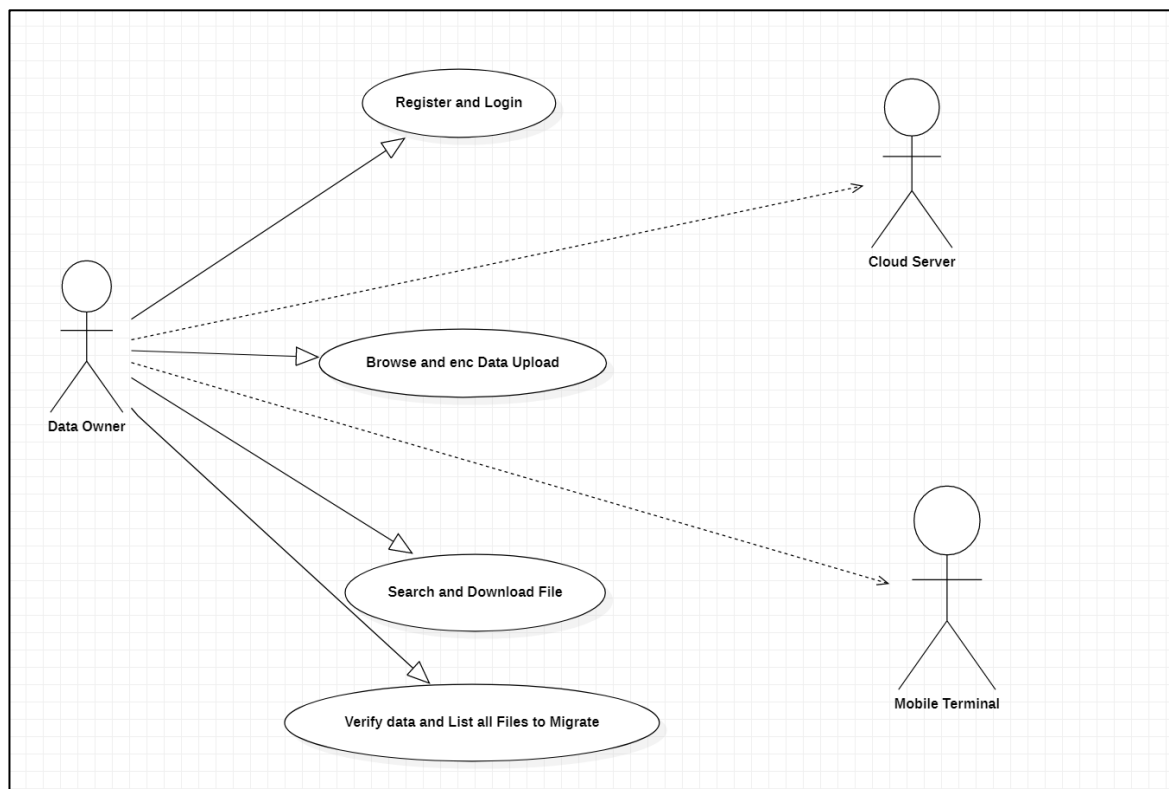 Register and Login
Cloud Server
Browse and enc Data Upload
Data Owner
Search and Download File
Mobile Terminal
Verify data and List all Files to Migrate